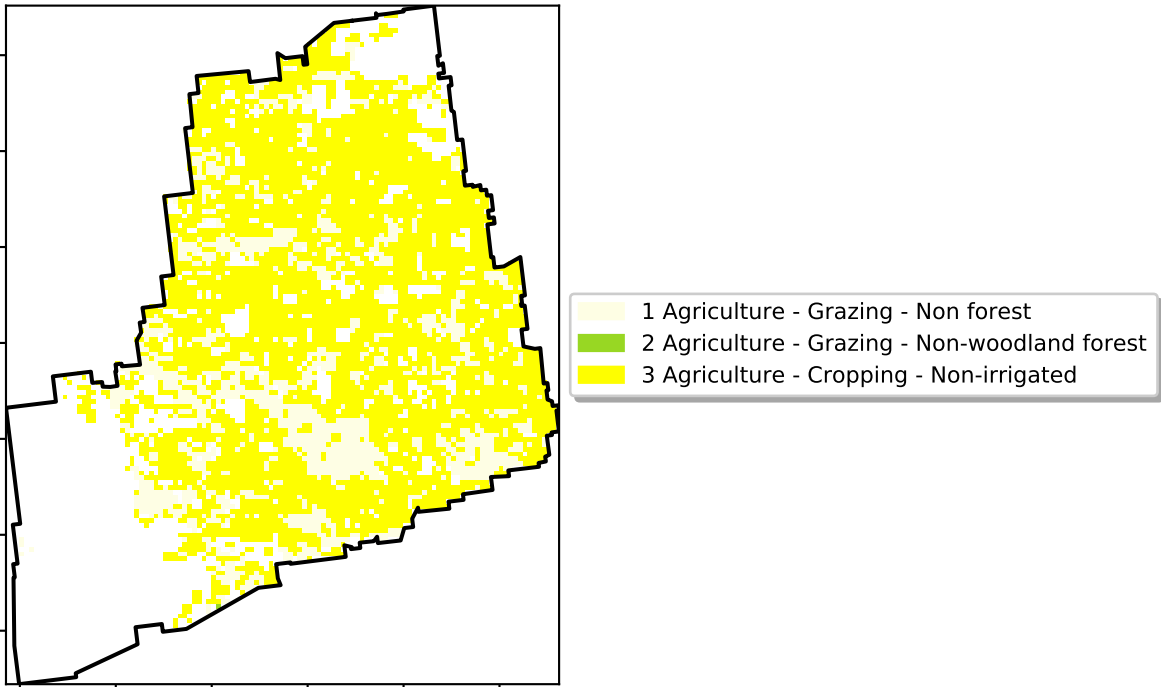 1 Agriculture - Grazing - Non forest
2 Agriculture - Grazing - Non-woodland forest
3 Agriculture - Cropping - Non-irrigated